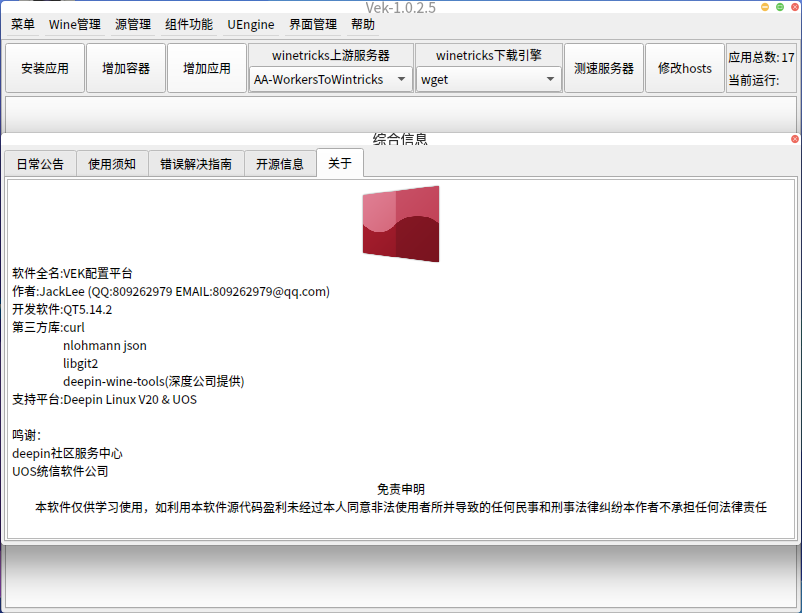 Vek-1.0.2.5
菜单 Wine管理 源管理 组件功能 UEngine 界面管理 帮助
安装应用 增加容器 增加应用 winetricks上游服务器 winetricks下载引擎 测速服务器 修改hosts 应用总数: 17
AA-WorkersToWintricks wget 当前运行:
综合信息
日常公告 使用须知 错误解决指南 开源信息 关于
软件全名:VEK配置平台
作者:JackLee (QQ:809262979 EMAIL:809262979@qq.com)
开发软件:QT5.14.2
第三方库:curl
nlohmann json
libgit2
deepin-wine-tools(深度公司提供)
支持平台:Deepin Linux V20 & UOS
鸣谢：
deepin社区服务中心
UOS统信软件公司
免责申明
本软件仅供学习使用，如利用本软件源代码盈利未经过本人同意非法使用者所并导致的任何民事和刑事法律纠纷本作者不承担任何法律责任